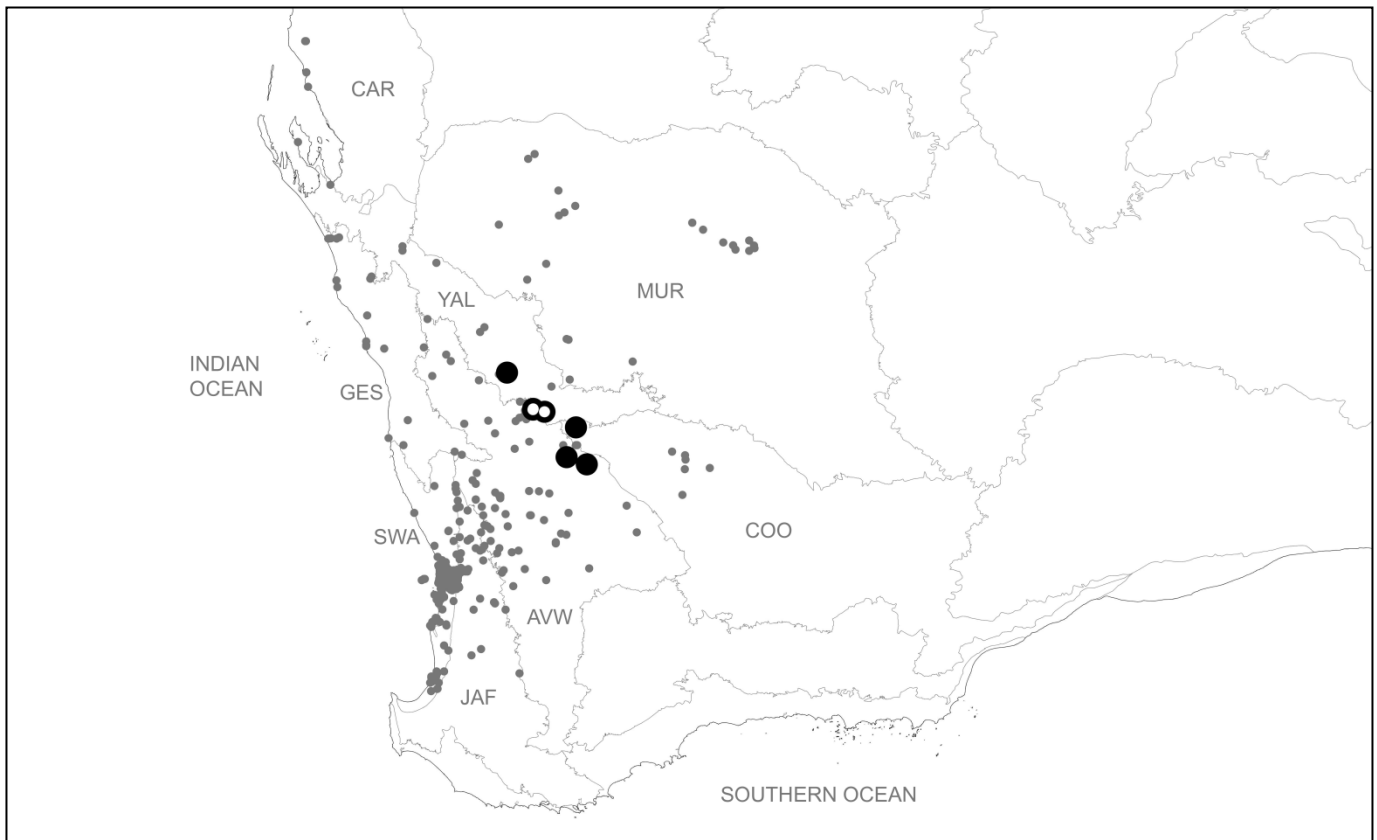 CAR
MUR
YAL
INDIAN
OCEAN
GES
SWA
COO
AVW
JAF
SOUTHERN OCEAN